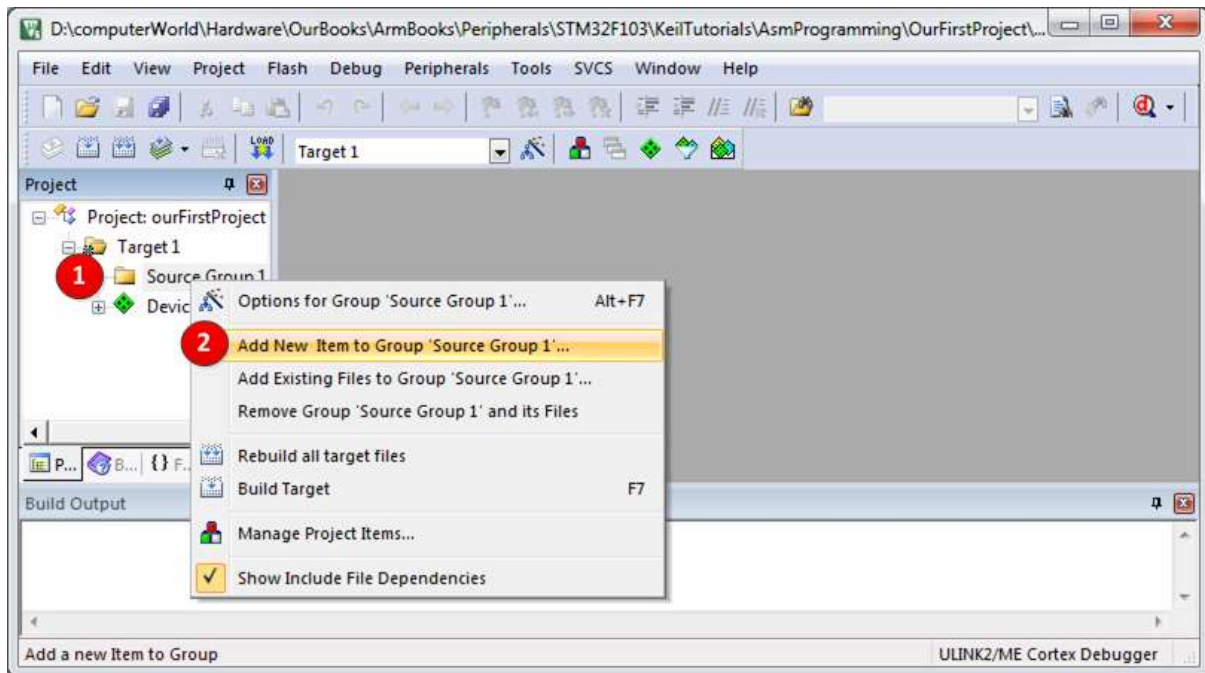 D:\computerWorld\Hardware\OurBooks\ArmBooks\Peripherals\STM32F103\KeilTutorials\AsmProgramming\OurFirstProject\...
File Edit View Project Flash Debug Peripherals Tools SVCS Window Help
LOAD Target 1
Project
Project: ourFirstProject
Target 1
1 Source Group 1
Devic
Options for Group 'Source Group 1'... Alt+F7
2 Add New Item to Group 'Source Group 1'...
Add Existing Files to Group 'Source Group 1'...
Remove Group 'Source Group 1' and its Files
P... B... {} F...
Rebuild all target files
Build Target F7
Build Output
Manage Project Items...
Show Include File Dependencies
Add a new Item to Group ULINK2/ME Cortex Debugger